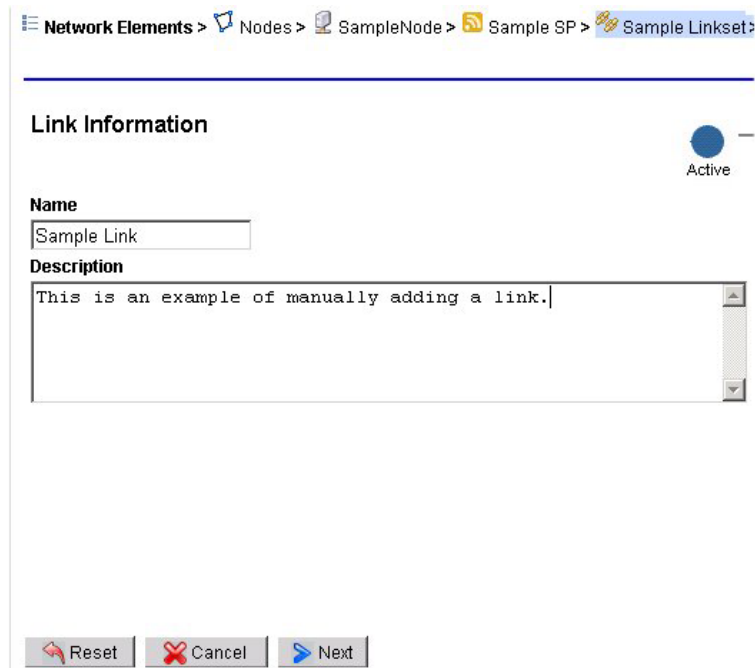 Network Elements > Nodes > SampleNode > Sample SP > Sample Linkset>
Link Information
Active
Name
Sample Link
Description
This is an example of manually adding a link.
Reset Cancel Next